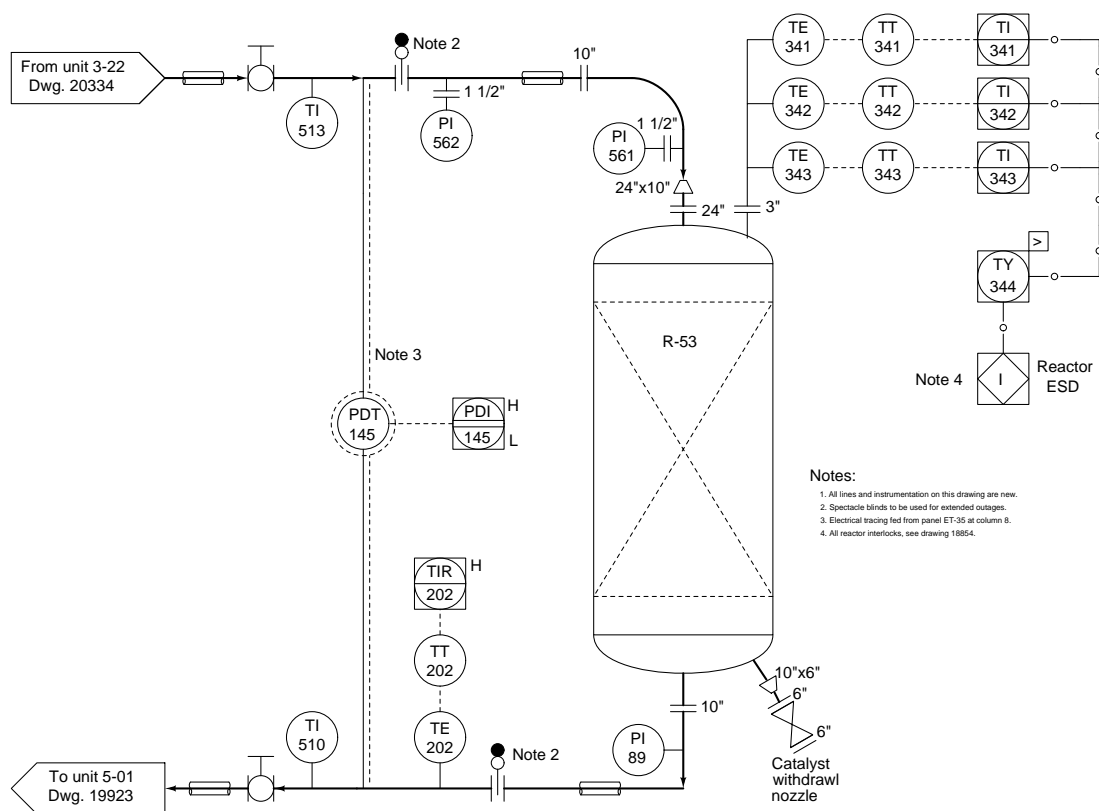 From unit 3-22
Dwg. 20334
TI
513
Note 2
1 1/2"
PI
562
10"
PI
561
1 1/2"
24"x10"
24"
3"
TE
341
TT
341
TI
341
TE
342
TT
342
TI
342
TE
343
TT
343
TI
343
>
TY
344
Note 4
I
Reactor
ESD
R-53
Note 3
PDT
145
PDI
145
H
L
Notes:
1. All lines and instrumentation on this drawing are new.
2. Spectacle blinds to be used for extended outages.
3. Electrical tracing fed from panel ET-35 at column 8.
4. All reactor interlocks, see drawing 18854.
TIR
202
H
TT
202
TE
202
TI
510
Note 2
PI
89
10"
10"x6"
6"
6"
Catalyst
withdrawl
nozzle
To unit 5-01
Dwg. 19923